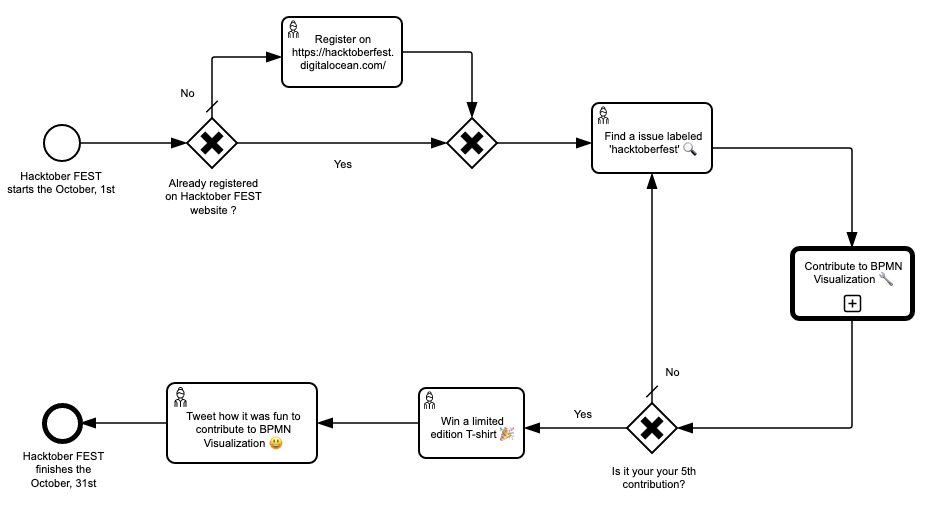 Register on
https://hacktoberfest.
digitalocean.com/
No
Find a issue labeled
'hacktoberfest' 🔍
Yes
Hacktober FEST
starts the October, 1st
Already registered
on Hacktober FEST
website ?
Contribute to BPMN
Visualization 🔧
No
Yes
Tweet how it was fun to
contribute to BPMN
Visualization 😃
Win a limited
edition T-shirt 🎉
Hacktober FEST
finishes the
October, 31st
Is it your your 5th
contribution?